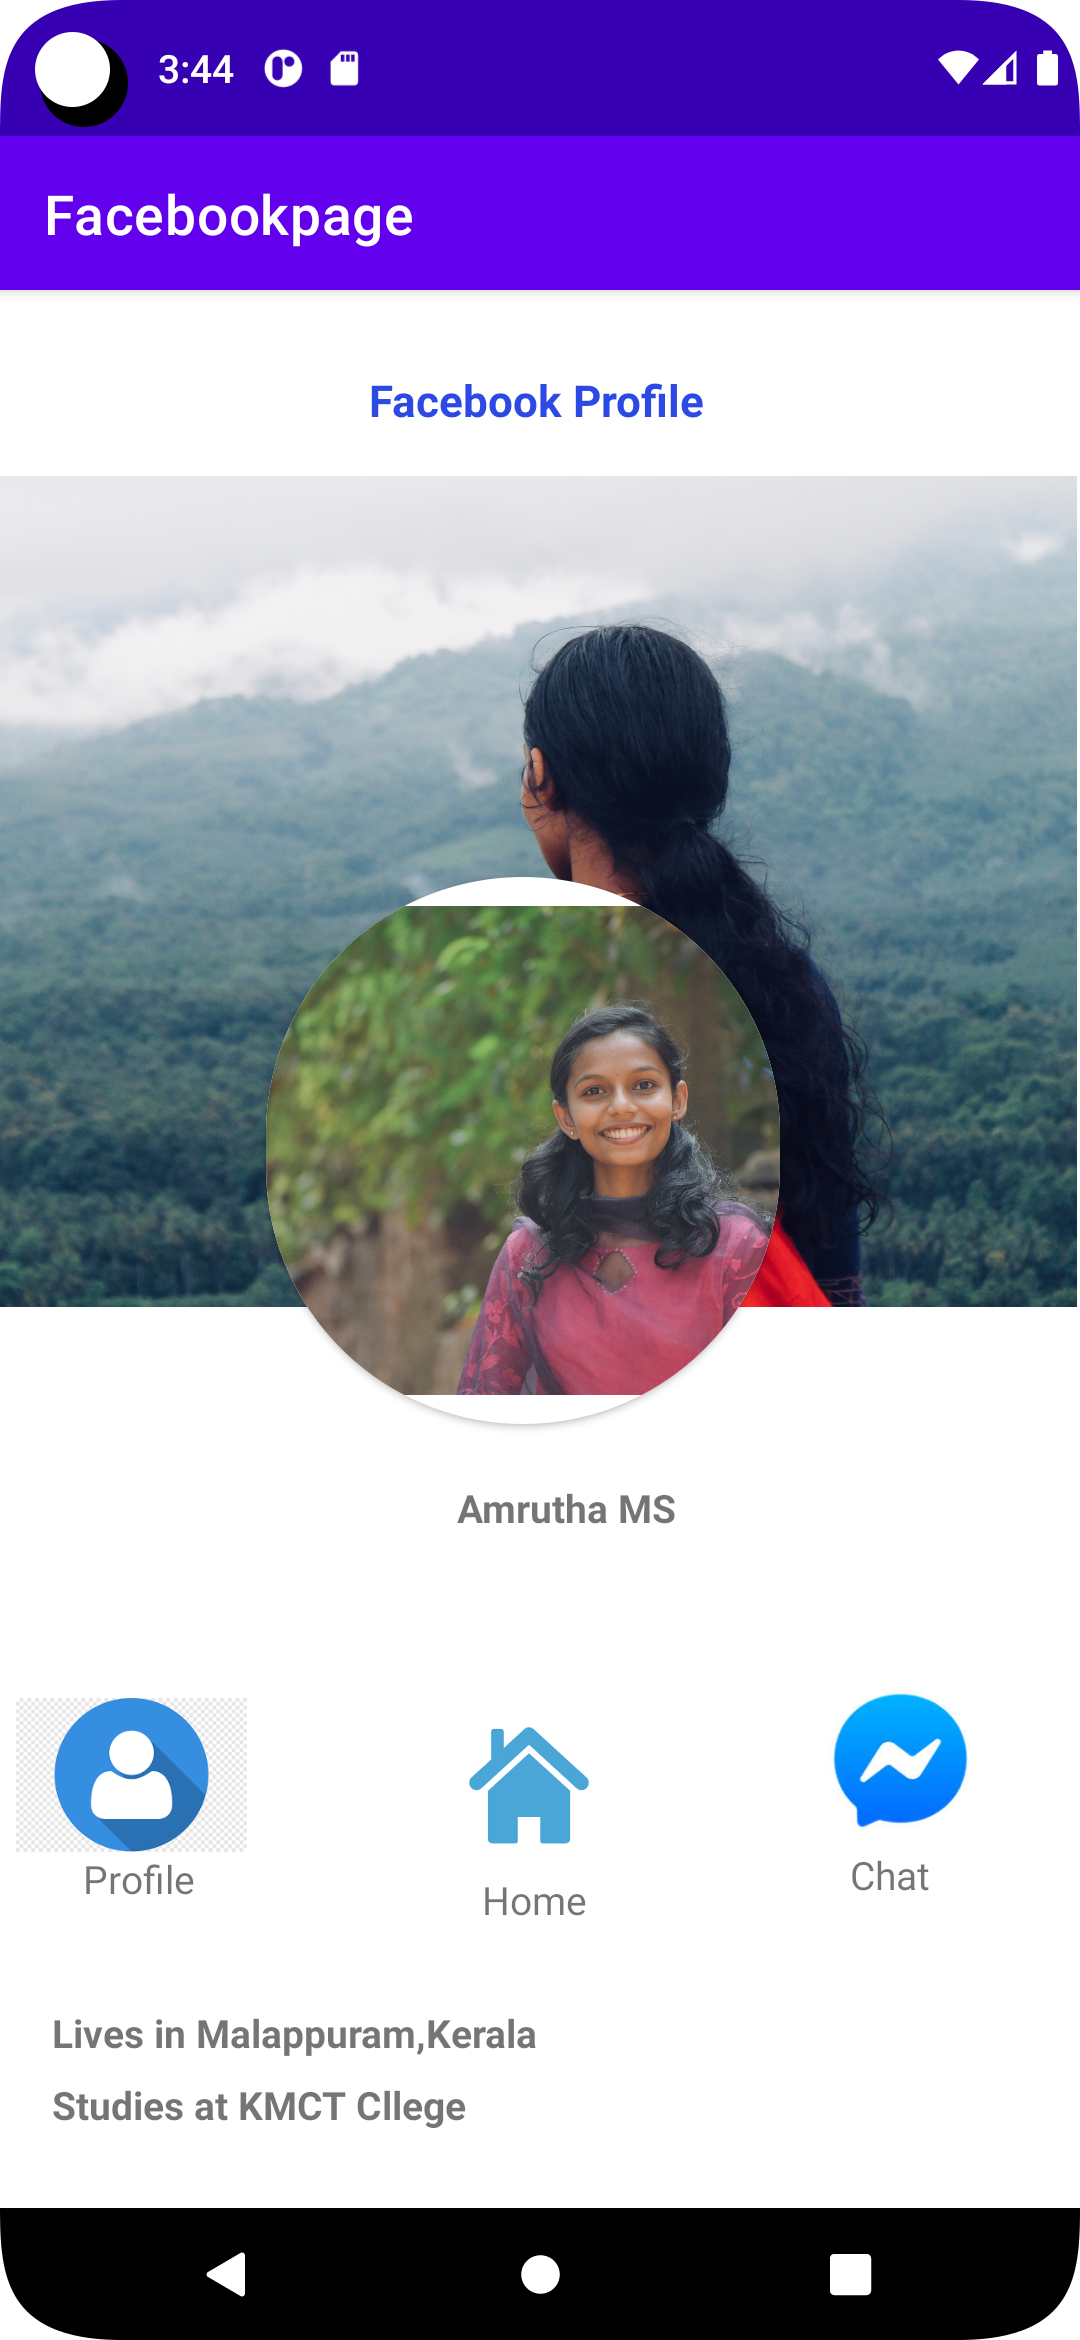 3:44
Facebookpage
Facebook Profile
Amrutha MS
Profile
Home
Chat
Lives in Malappuram,Kerala
Studies at KMCT Cllege